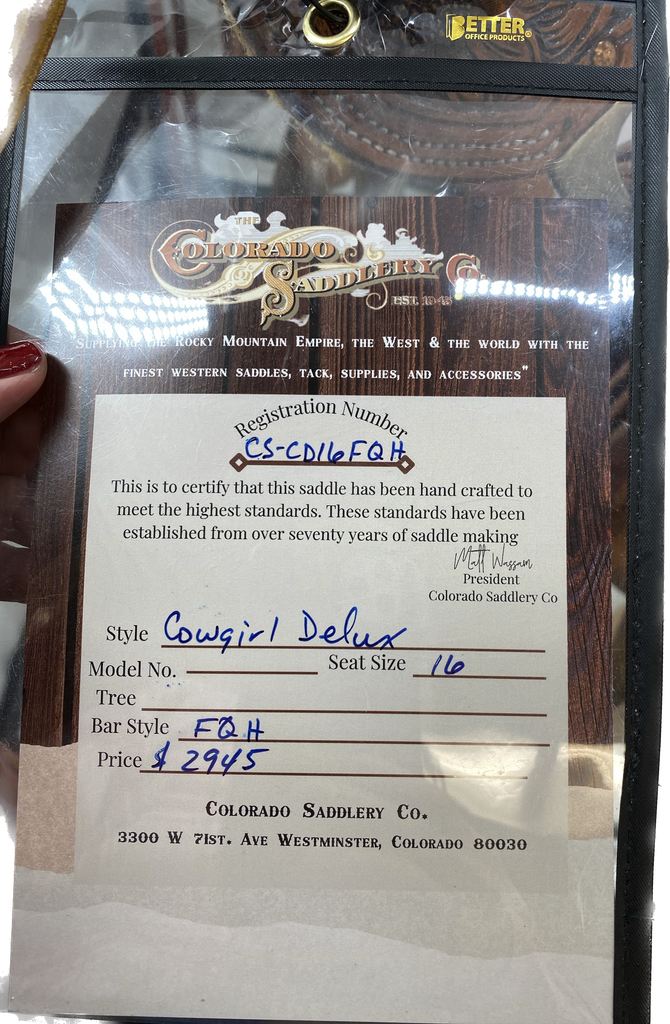 BETTER
OFFICE PRODUCTS®
THE
COLORADO
SADDLERY Co.
EST. 1945
SUPPLYING THE ROCKY MOUNTAIN EMPIRE, THE WEST & THE WORLD WITH THE
FINEST WESTERN SADDLES, TACK, SUPPLIES, AND ACCESSORIES"
Registration Number
CS-CD16FQH
This is to certify that this saddle has been hand crafted to
meet the highest standards. These standards have been
established from over seventy years of saddle making
Matt Wassam
President
Colorado Saddlery Co
Style Cowgirl Delux
Model No. Seat Size 16
Tree
Bar Style FQH
Price $ 2945
COLORADO SADDLERY CO.
3300 W 71ST. AVE WESTMINSTER, COLORADO 80030